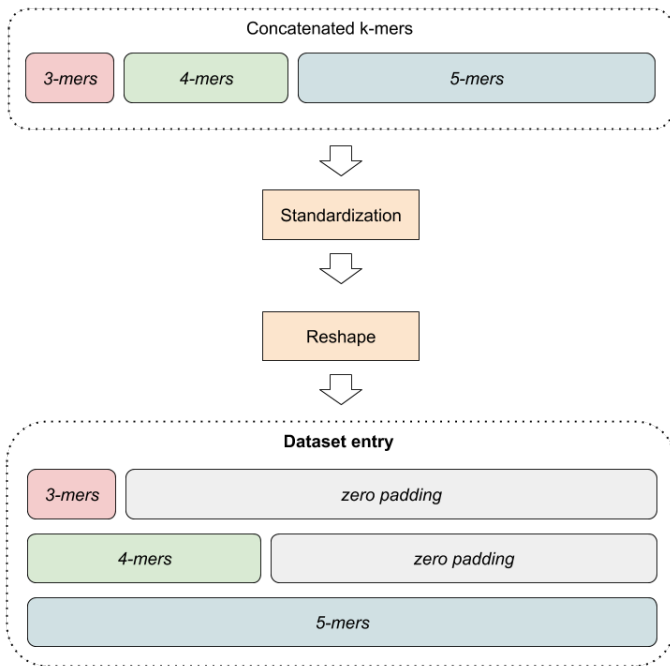 Concatenated k-mers
3-mers 4-mers 5-mers
Standardization
Reshape
Dataset entry
3-mers zero padding
4-mers zero padding
5-mers